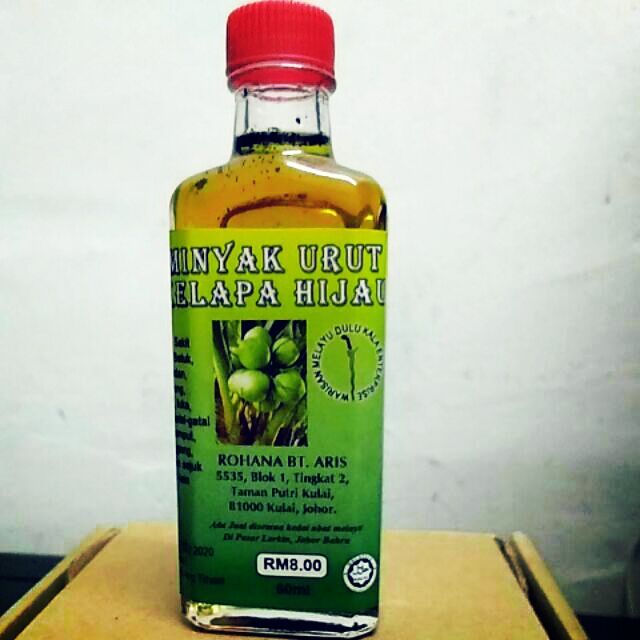 MINYAK URUT
KELAPA HIJAU
WARISAN MELAYU DULU KALA ENTERPRISE
ROHANA BT. ARIS
5535, Blok 1, Tingkat 2,
Taman Putri Kulai,
81000 Kulai, Johor.
Ada Jual disemua kedai ubat melayu
Di Pasar Larkin, Johor Bahru
RM8.00
60ml
2020